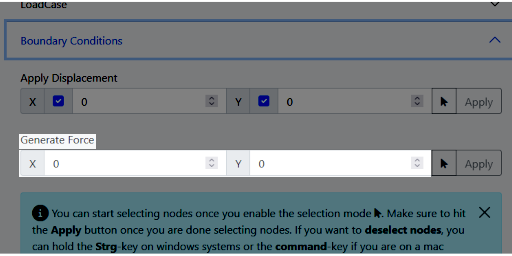 LoadCase
Boundary Conditions
Apply Displacement
X 0 Y 0 Apply
Generate Force
X 0 Y 0 Apply
You can start selecting nodes once you enable the selection mode . Make sure to hit
the Apply button once you are done selecting nodes. If you want to deselect nodes, you
can hold the Strg-key on windows systems or the command-key if you are on a mac